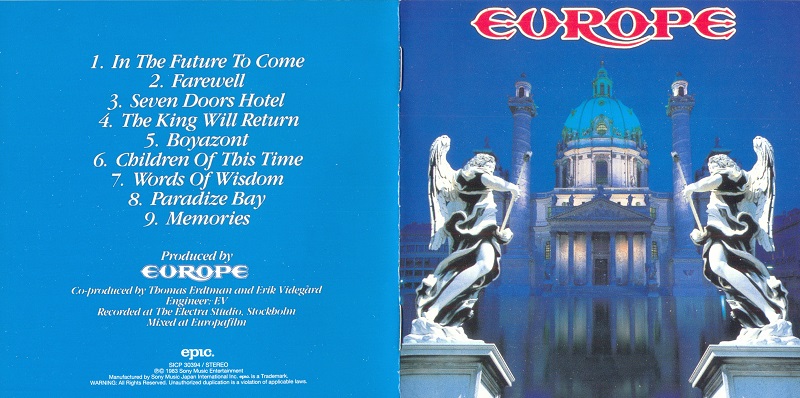 1. In The Future To Come
2. Farewell
3. Seven Doors Hotel
4. The King Will Return
5. Boyazont
6. Children Of This Time
7. Words Of Wisdom
8. Paradize Bay
9. Memories
Produced by
EUROPE
Co-produced by Thomas Erdtman and Erik Videgård
Engineer: EV
Recorded at The Electra Studio, Stockholm
Mixed at Europafilm
epic.
SICP 30394 / STEREO
℗© 1983 Sony Music Entertainment
Manufactured by Sony Music Japan International Inc. epic. is a Trademark.
WARNING: All Rights Reserved. Unauthorized duplication is a violation of applicable laws.
EUROPE